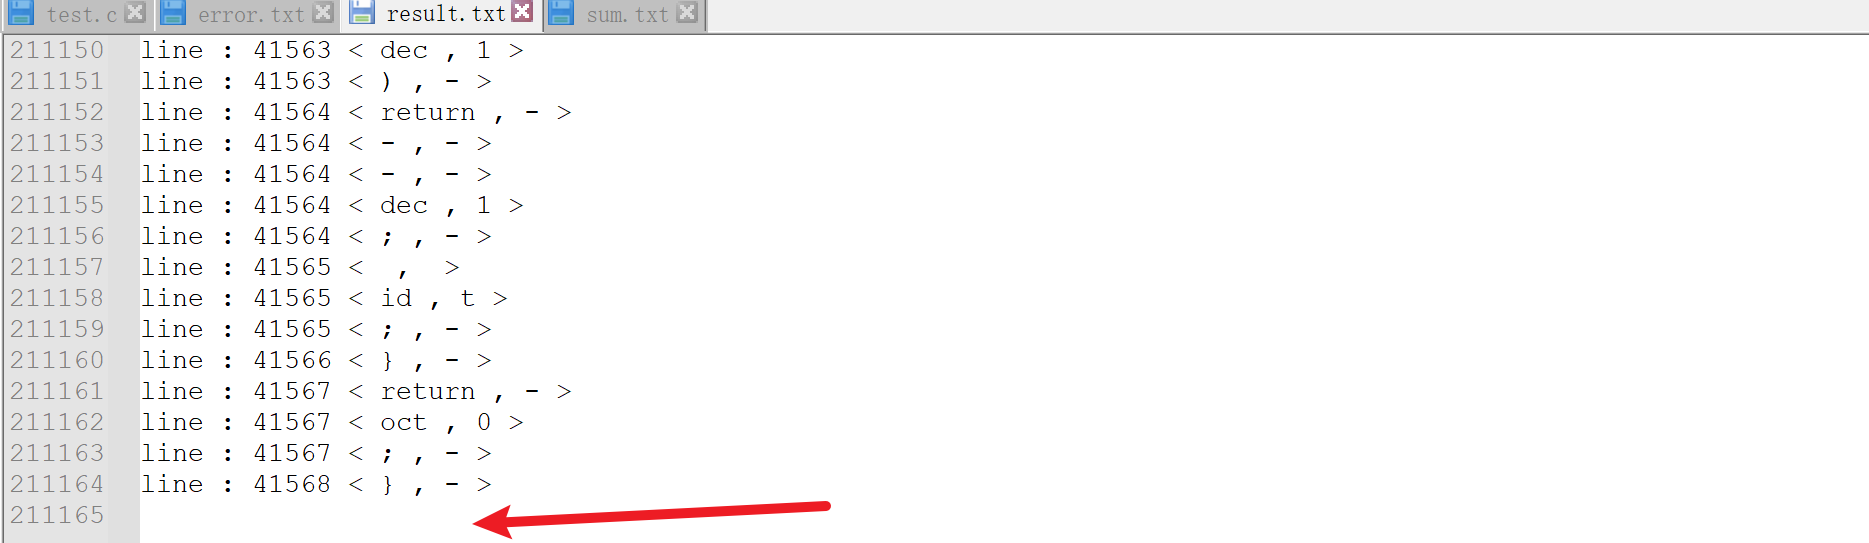 test.c error.txt result.txt sum.txt
211150 line : 41563 < dec , 1 >
211151 line : 41563 < ) , - >
211152 line : 41564 < return , - >
211153 line : 41564 < - , - >
211154 line : 41564 < - , - >
211155 line : 41564 < dec , 1 >
211156 line : 41564 < ; , - >
211157 line : 41565 <  ,  >
211158 line : 41565 < id , t >
211159 line : 41565 < ; , - >
211160 line : 41566 < } , - >
211161 line : 41567 < return , - >
211162 line : 41567 < oct , 0 >
211163 line : 41567 < ; , - >
211164 line : 41568 < } , - >
211165